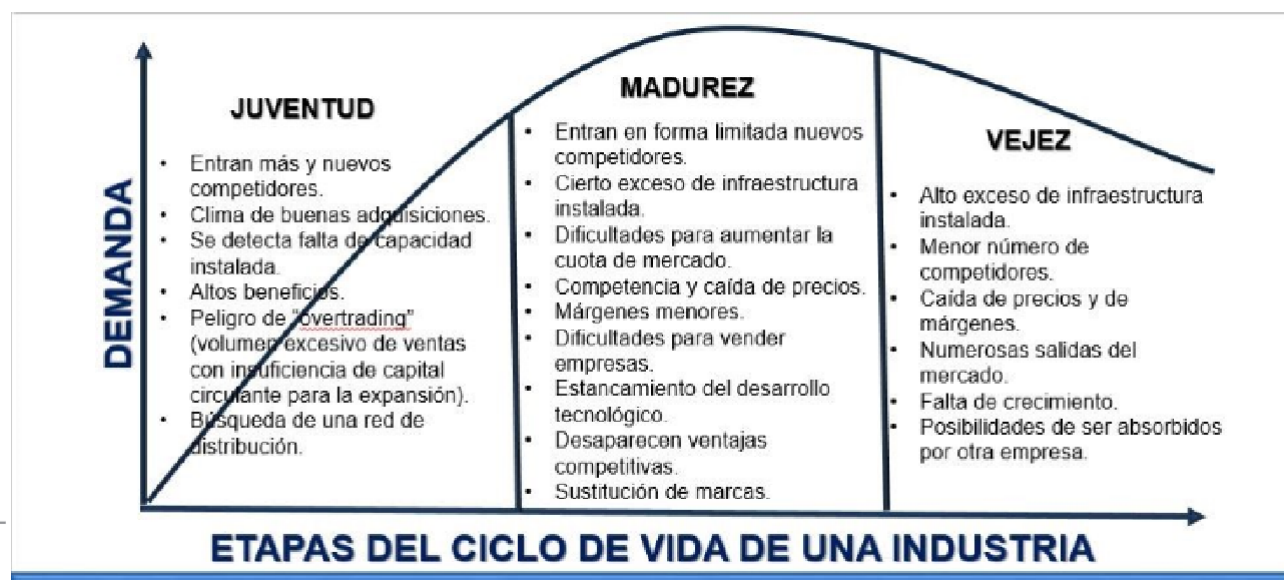 JUVENTUD
• Entran más y nuevos
competidores.
• Clima de buenas adquisiciones.
• Se detecta falta de capacidad
instalada.
• Altos beneficios.
• Peligro de “overtrading”
(volumen excesivo de ventas
con insuficiencia de capital
circulante para la expansión).
• Búsqueda de una red de
distribución.
MADUREZ
• Entran en forma limitada nuevos
competidores.
• Cierto exceso de infraestructura
instalada.
• Dificultades para aumentar la
cuota de mercado.
• Competencia y caída de precios.
• Márgenes menores.
• Dificultades para vender
empresas.
• Estancamiento del desarrollo
tecnológico.
• Desaparecen ventajas
competitivas.
• Sustitución de marcas.
VEJEZ
• Alto exceso de infraestructura
instalada.
• Menor número de
competidores.
• Caída de precios y de
márgenes.
• Numerosas salidas del
mercado.
• Falta de crecimiento.
• Posibilidades de ser absorbidos
por otra empresa.
DEMANDA
ETAPAS DEL CICLO DE VIDA DE UNA INDUSTRIA